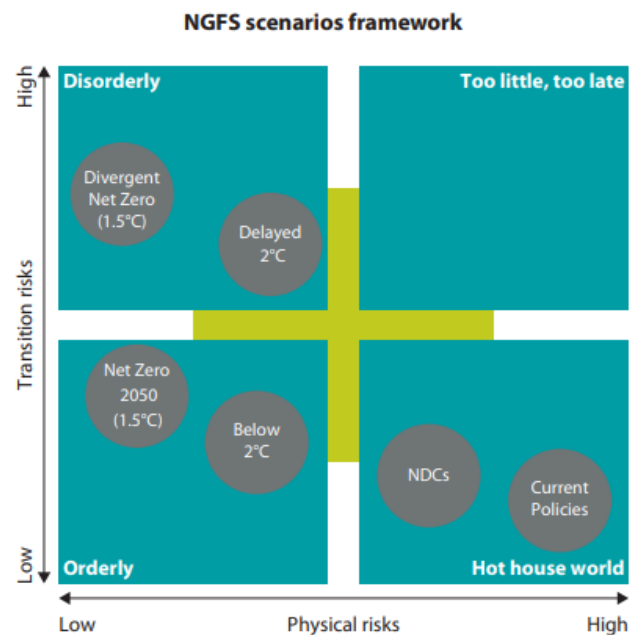 NGFS scenarios framework
High
Disorderly
Too little, too late
Divergent
Net Zero
(1.5°C)
Delayed
2°C
Transition risks
Net Zero
2050
(1.5°C)
Below
2°C
NDCs
Current
Policies
Low
Orderly
Hot house world
Low
Physical risks
High